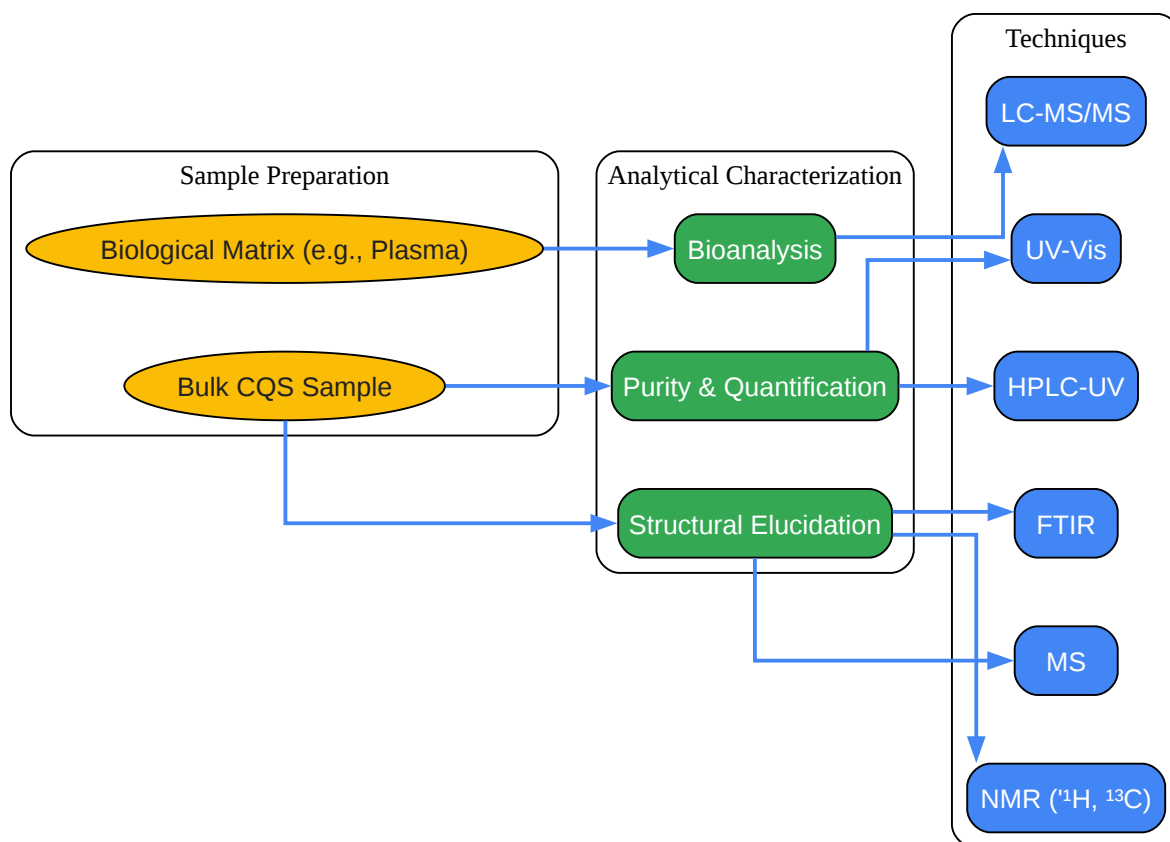 Techniques
LC-MS/MS
Sample Preparation
Analytical Characterization
Biological Matrix (e.g., Plasma)
Bioanalysis
UV-Vis
Bulk CQS Sample
Purity & Quantification
HPLC-UV
Structural Elucidation
FTIR
MS
NMR ('¹H, ¹³C)